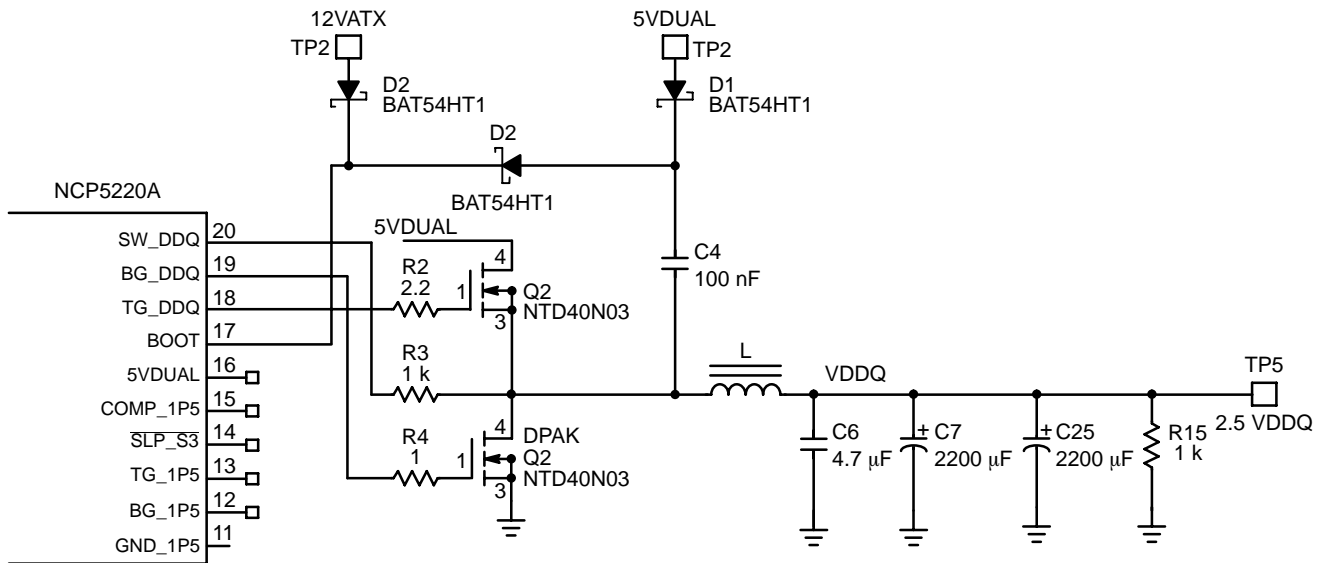 12VATX
5VDUAL
TP2
TP2
D2
BAT54HT1
D1
BAT54HT1
D2
BAT54HT1
NCP5220A
5VDUAL
SW_DDQ 20
BG_DDQ 19
TG_DDQ 18
BOOT 17
5VDUAL 16
COMP_1P5 15
SLP_S3 14
TG_1P5 13
BG_1P5 12
GND_1P5 11
R2
2.2
4
1
3
Q2
NTD40N03
C4
100 nF
R3
1 k
L
VDDQ
TP5
2.5 VDDQ
R4
1
4
1
3
DPAK
Q2
NTD40N03
C6
4.7 μF
+ C7
2200 μF
+ C25
2200 μF
R15
1 k